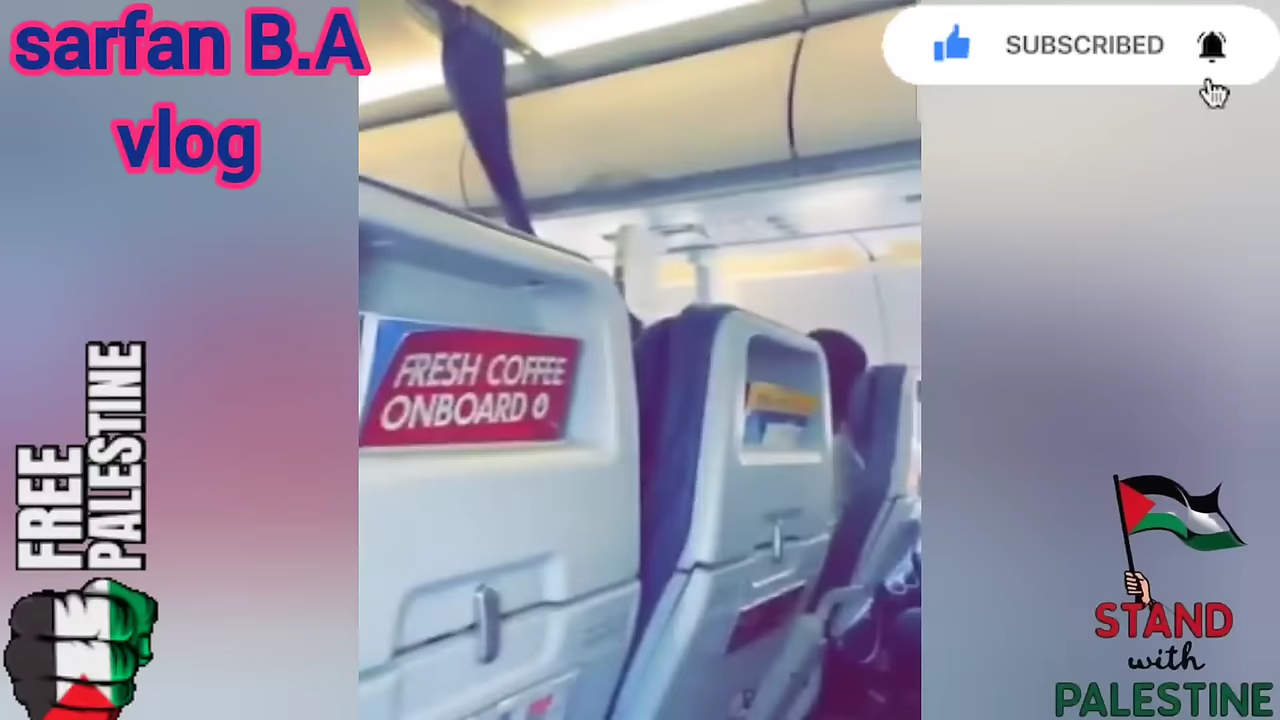 sarfan B.A
vlog
SUBSCRIBED
FRESH COFFEE
ONBOARD
FREE
PALESTINE
STAND
with
PALESTINE